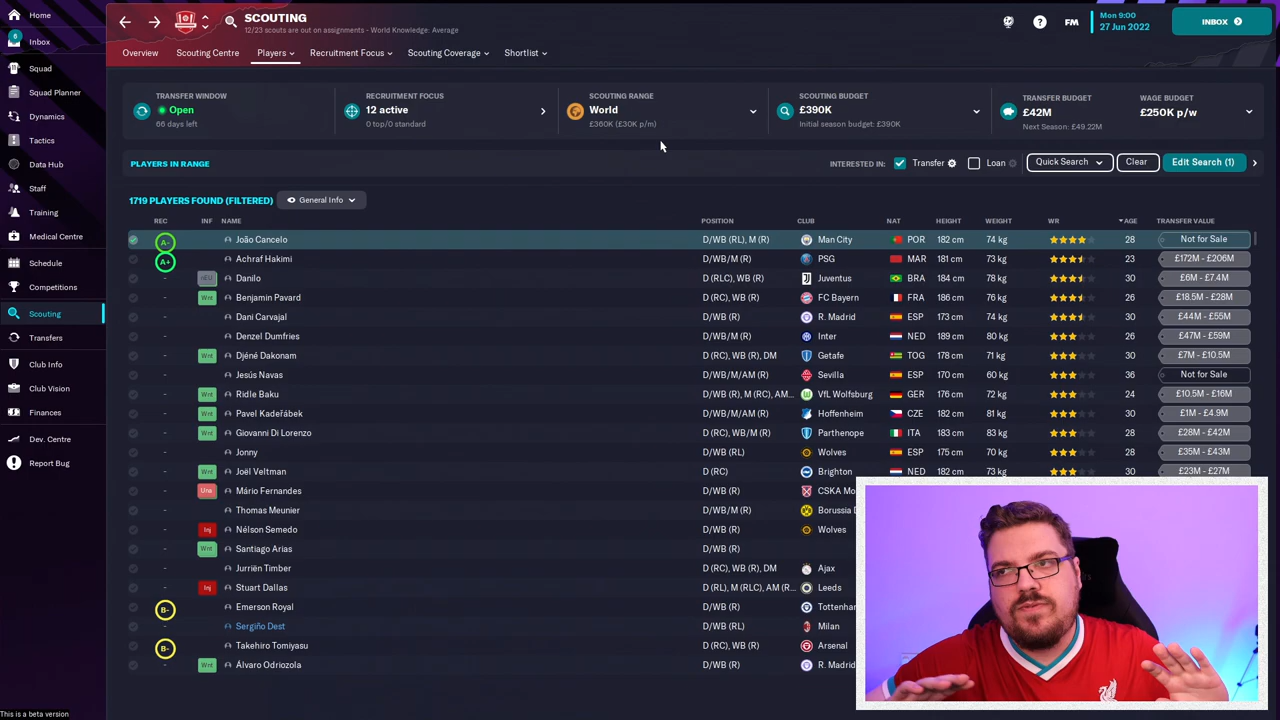 Home
6
Inbox
Squad
Squad Planner
Dynamics
Tactics
Data Hub
Staff
Training
Medical Centre
Schedule
Competitions
Scouting
Transfers
Club Info
Club Vision
Finances
Dev. Centre
Report Bug
This is a beta version
SCOUTING
12/23 scouts are out on assignments - World Knowledge: Average
FM
Mon 9:00
27 Jun 2022
INBOX
Overview Scouting Centre Players Recruitment Focus Scouting Coverage Shortlist
TRANSFER WINDOW
Open
66 days left
RECRUITMENT FOCUS
12 active
0 top/0 standard
SCOUTING RANGE
World
£360K (£30K p/m)
SCOUTING BUDGET
£390K
Initial season budget: £390K
TRANSFER BUDGET
£42M
Next Season: £49.22M
WAGE BUDGET
£250K p/w
PLAYERS IN RANGE INTERESTED IN: Transfer Loan Quick Search Clear Edit Search (1)
1719 PLAYERS FOUND (FILTERED) General Info
REC INF NAME POSITION CLUB NAT HEIGHT WEIGHT WR AGE TRANSFER VALUE
A- João Cancelo D/WB (RL), M (R) Man City POR 182 cm 74 kg 28 Not for Sale
A+ Achraf Hakimi D/WB/M (R) PSG MAR 181 cm 73 kg 23 £172M - £206M
- Danilo D (RLC), WB (R) Juventus BRA 184 cm 78 kg 30 £6M - £7.4M
- Wnt Benjamin Pavard D (RC), WB (R) FC Bayern FRA 186 cm 76 kg 26 £18.5M - £28M
- Dani Carvajal D/WB (R) R. Madrid ESP 173 cm 74 kg 30 £44M - £55M
- Denzel Dumfries D/WB/M (R) Inter NED 189 cm 80 kg 26 £47M - £59M
- Wnt Djéné Dakonam D (RC), WB (R), DM Getafe TOG 178 cm 71 kg 30 £7M - £10.5M
- Jesús Navas D/WB/M/AM (R) Sevilla ESP 170 cm 60 kg 36 Not for Sale
- Wnt Ridle Baku D/WB (R), M (RC), AM... VfL Wolfsburg GER 176 cm 72 kg 24 £10.5M - £16M
- Wnt Pavel Kadeřábek D/WB/M/AM (R) Hoffenheim CZE 182 cm 81 kg 30 £1M - £4.9M
- Wnt Giovanni Di Lorenzo D (RC), WB/M (R) Parthenope ITA 183 cm 83 kg 28 £28M - £42M
- Jonny D/WB (RL) Wolves ESP 175 cm 70 kg 28 £35M - £43M
- Wnt Joël Veltman D (RC) Brighton NED 182 cm 73 kg 30 £23M - £27M
- Una Mário Fernandes D/WB (R) CSKA Mo
- Thomas Meunier D/WB/M (R) Borussia D
- Inj Nélson Semedo D/WB (R) Wolves
- Wnt Santiago Arias D/WB (R)
- Jurriën Timber D (RC), WB (R), DM Ajax
- Inj Stuart Dallas D (RL), M (RLC), AM (R... Leeds
B- Emerson Royal D/WB (R) Tottenha
- Sergiño Dest D/WB (RL) Milan
B- Takehiro Tomiyasu D (RC), WB (R) Arsenal
- Wnt Álvaro Odriozola D/WB (R) R. Madrid